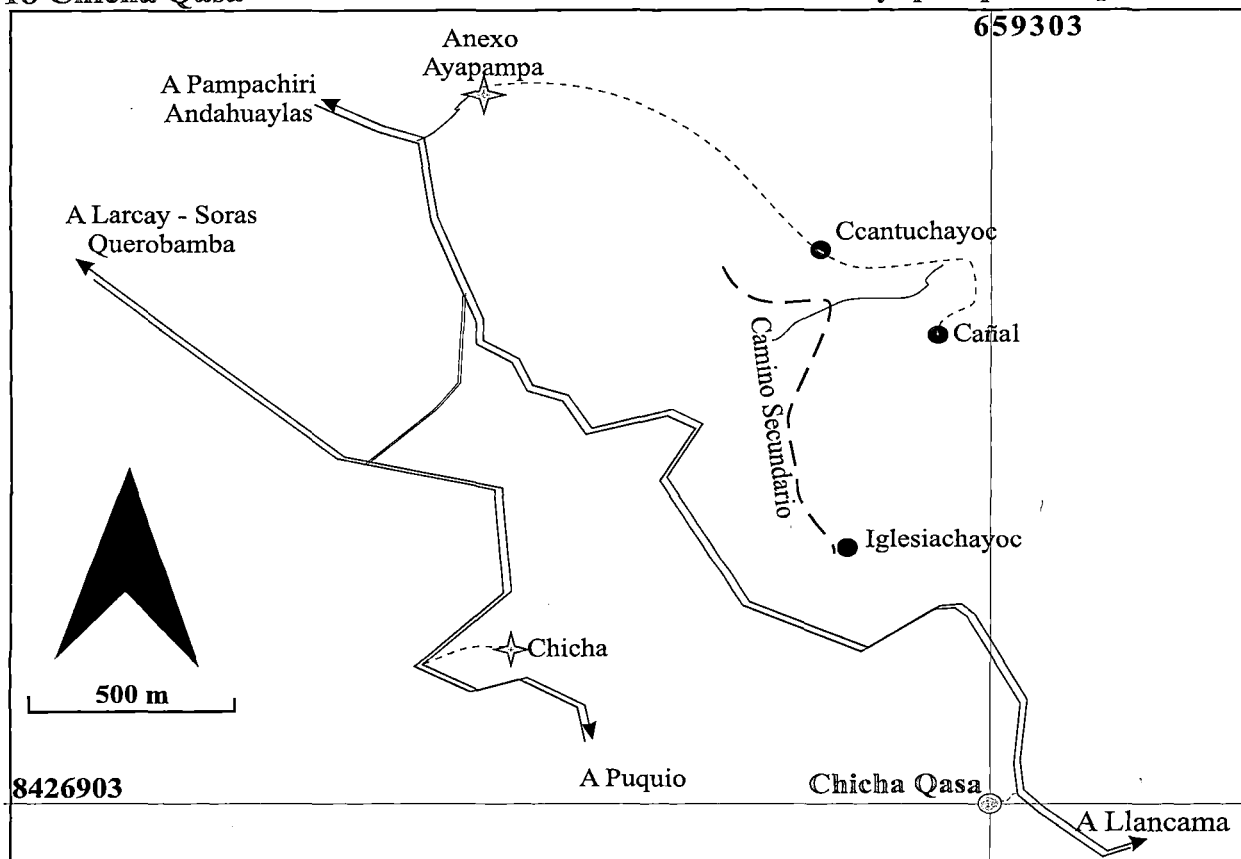 659303
Anexo
Ayapampa
A Pampachiri
Andahuaylas
A Larcay - Soras
Querobamba
Ccantuchayoc
Cañal
Camino Secundario
Iglesiachayoc
Chicha
500 m
A Puquio
8426903
Chicha Qasa
A Llancama